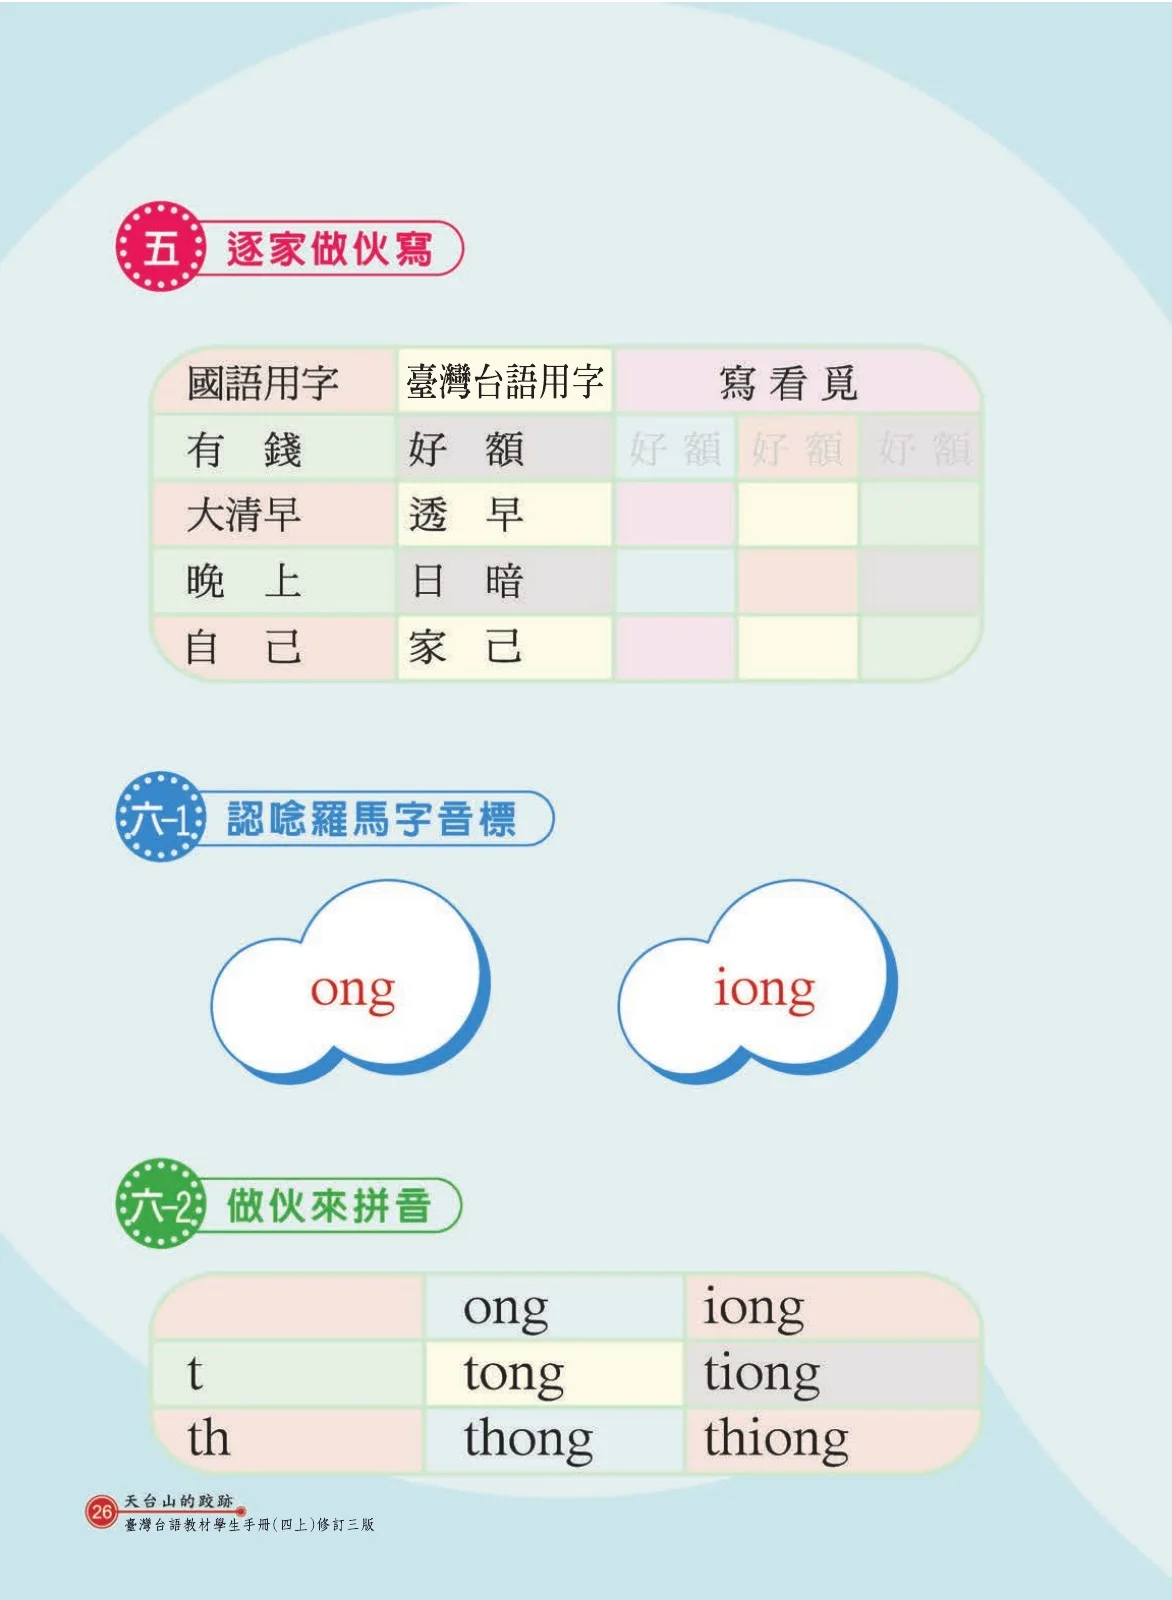 五 逐家做伙寫
國語用字 臺灣台語用字 寫看覓
有錢 好額 好額 好額 好額
大清早 透早
晚上 日暗
自己 家己
六-1 認唸羅馬字音標
ong iong
六-2 做伙來拼音
ong iong
t tong tiong
th thong thiong
26 天台山的跤跡
臺灣台語教材學生手冊(四上)修訂三版